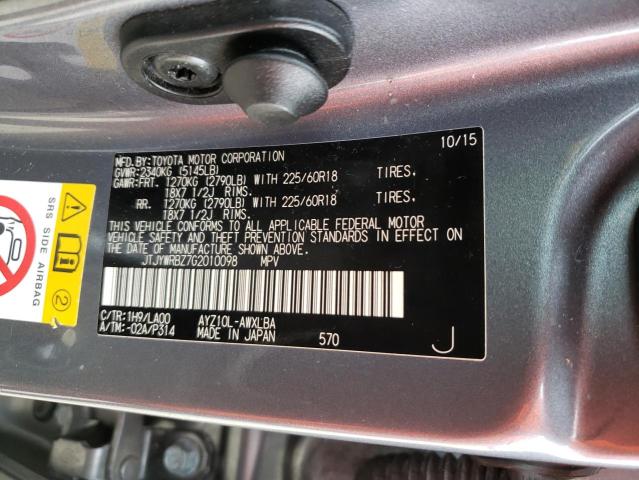 MFD.BY:TOYOTA MOTOR CORPORATION 10/15
GVWR:2340KG (5145LB)
GAWR:FRT. 1270KG (2790LB) WITH 225/60R18 TIRES.
18X7 1/2J RIMS.
RR. 1270KG (2790LB) WITH 225/60R18 TIRES.
18X7 1/2J RIMS.
THIS VEHICLE CONFORMS TO ALL APPLICABLE FEDERAL MOTOR
VEHICLE SAFETY AND THEFT PREVENTION STANDARDS IN EFFECT
ON THE DATE OF MANUFACTURE SHOWN ABOVE.
JTJYWRBZ7G2010098 MPV
C/TR:1H9/LA00 AYZ10L-AWXLBA
A/TM:-02A/P314 MADE IN JAPAN 570 J
SRS SIDE AIRBAG 2